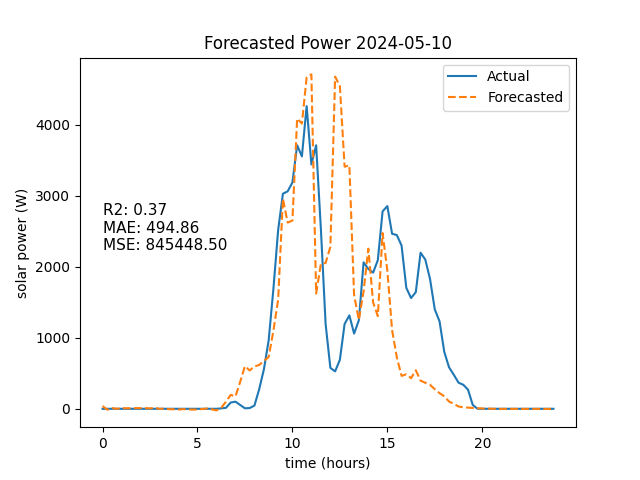 Forecasted Power 2024-05-10
Actual
Forecasted
R2: 0.37
MAE: 494.86
MSE: 845448.50
solar power (W)
4000
3000
2000
1000
0
0 5 10 15 20
time (hours)